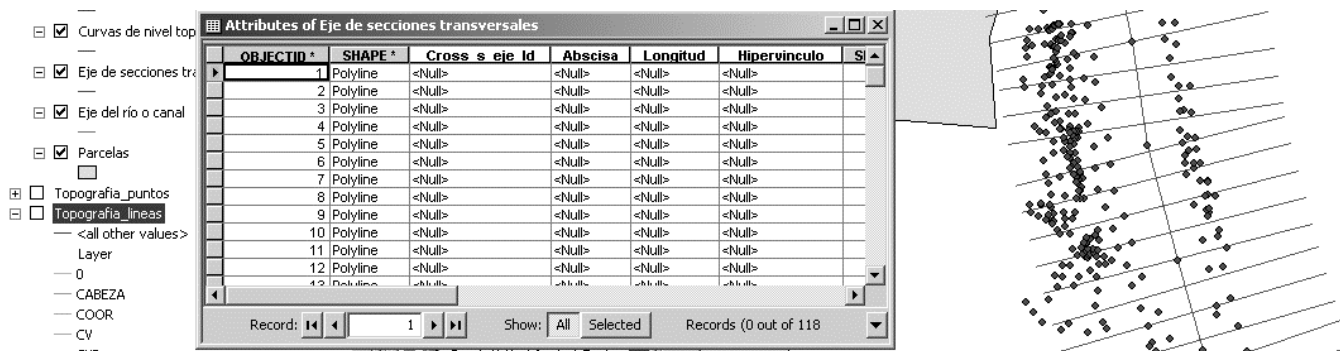 Curvas de nivel top
Eje de secciones tra
Eje del río o canal
Parcelas
Topografia_puntos
Topografia_lineas
<all other values>
Layer
0
CABEZA
COOR
CV
Attributes of Eje de secciones transversales
OBJECTID * SHAPE * Cross_s_eje_Id Abscisa Longitud Hipervinculo
1 Polyline <Null> <Null> <Null> <Null>
2 Polyline <Null> <Null> <Null> <Null>
3 Polyline <Null> <Null> <Null> <Null>
4 Polyline <Null> <Null> <Null> <Null>
5 Polyline <Null> <Null> <Null> <Null>
6 Polyline <Null> <Null> <Null> <Null>
7 Polyline <Null> <Null> <Null> <Null>
8 Polyline <Null> <Null> <Null> <Null>
9 Polyline <Null> <Null> <Null> <Null>
10 Polyline <Null> <Null> <Null> <Null>
11 Polyline <Null> <Null> <Null> <Null>
12 Polyline <Null> <Null> <Null> <Null>
13 Polyline <Null> <Null> <Null> <Null>
Record: 1 Show: All Selected Records (0 out of 118